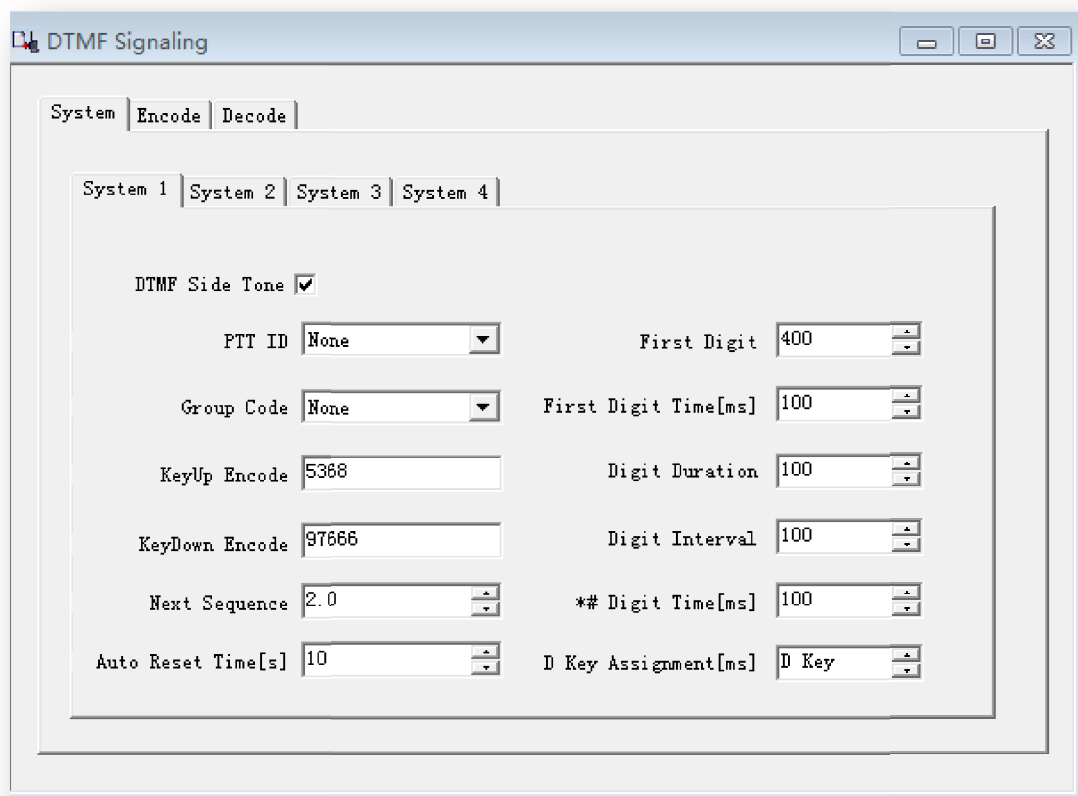 DTMF Signaling
System Encode Decode
System 1 System 2 System 3 System 4
DTMF Side Tone
PTT ID None First Digit 400
Group Code None First Digit Time[ms] 100
KeyUp Encode 5368 Digit Duration 100
KeyDown Encode 97666 Digit Interval 100
Next Sequence 2.0 *# Digit Time[ms] 100
Auto Reset Time[s] 10 D Key Assignment[ms] D Key